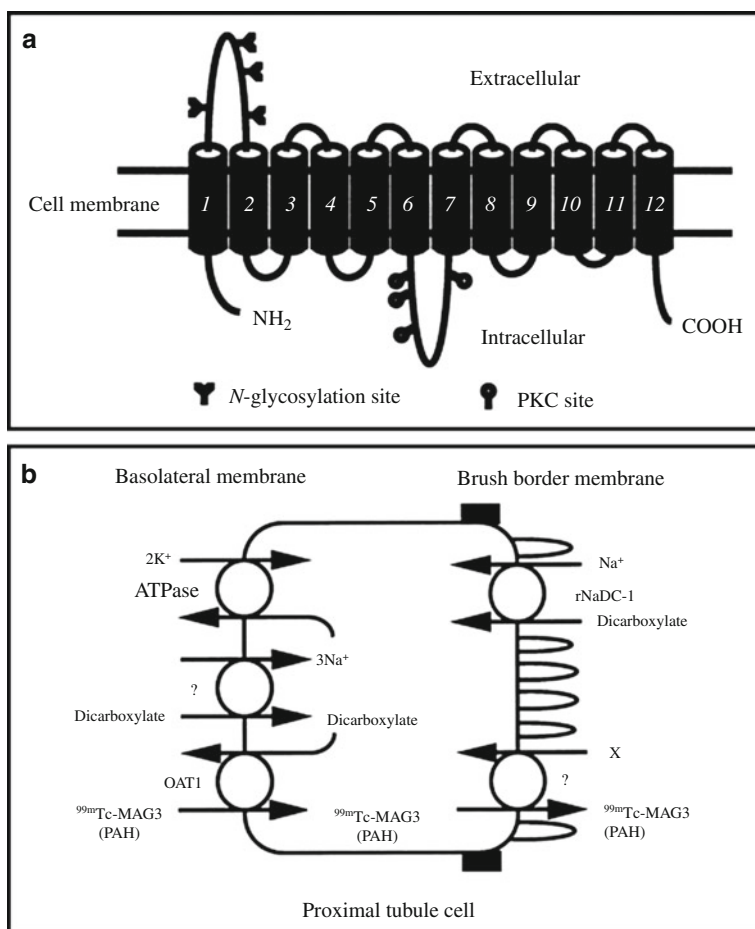 a
Extracellular
Cell membrane
1 2 3 4 5 6 7 8 9 10 11 12
NH₂
Intracellular
COOH
N-glycosylation site
PKC site
b
Basolateral membrane
Brush border membrane
2K⁺
Na⁺
ATPase
rNaDC-1
Dicarboxylate
3Na⁺
?
Dicarboxylate
Dicarboxylate
X
OAT1
?
⁹⁹ᵐTc-MAG3
(PAH)
⁹⁹ᵐTc-MAG3
(PAH)
⁹⁹ᵐTc-MAG3
(PAH)
Proximal tubule cell